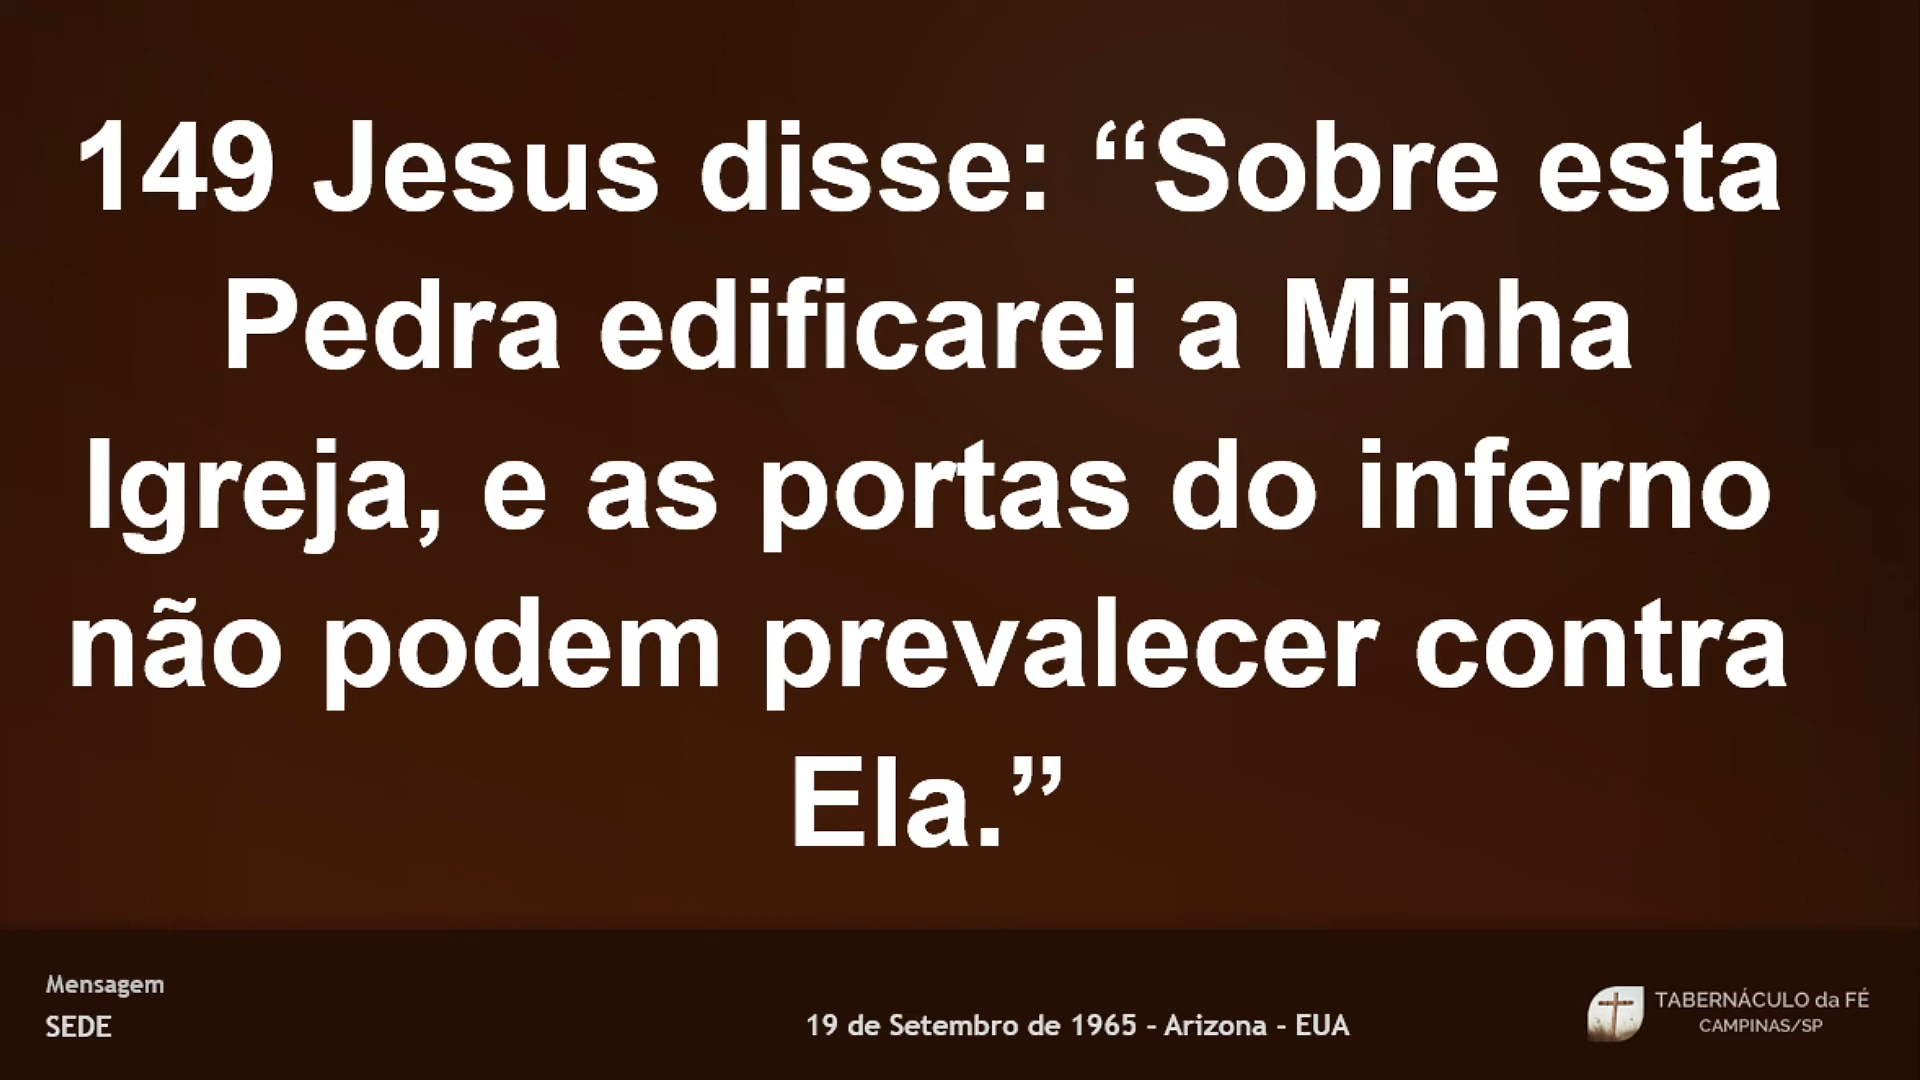 149 Jesus disse: “Sobre esta
Pedra edificarei a Minha
Igreja, e as portas do inferno
não podem prevalecer contra
Ela.”
Mensagem
SEDE
19 de Setembro de 1965 - Arizona - EUA
TABERNÁCULO da FÉ
CAMPINAS/SP